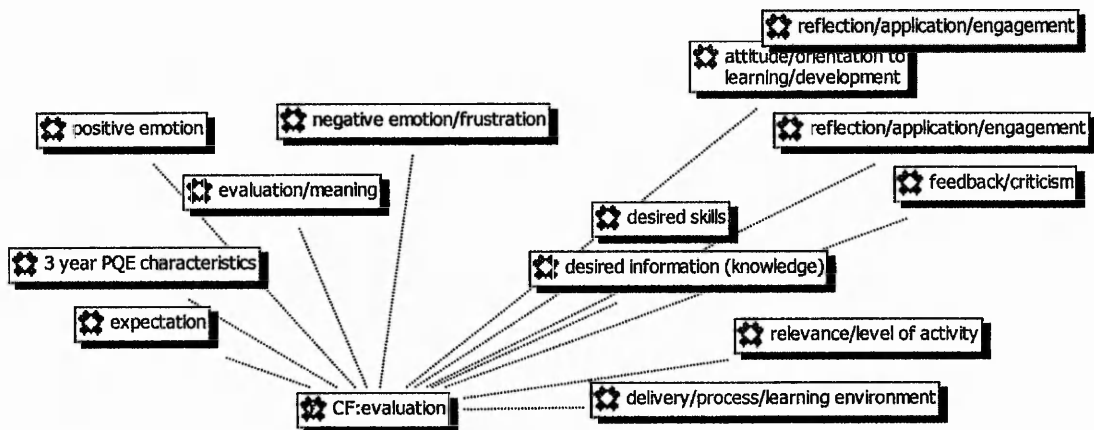 reflection/application/engagement
attitude/orientation to
learning/development
positive emotion
negative emotion/frustration
reflection/application/engagement
evaluation/meaning
feedback/criticism
desired skills
3 year PQE characteristics
desired information (knowledge)
expectation
relevance/level of activity
CF:evaluation
delivery/process/learning environment